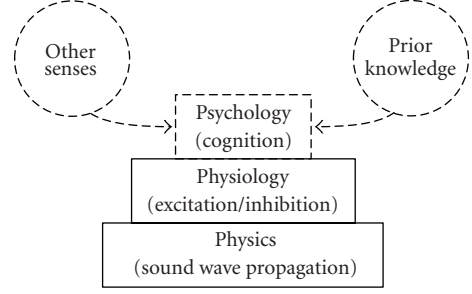 Other
senses
Prior
knowledge
Psychology
(cognition)
Physiology
(excitation/inhibition)
Physics
(sound wave propagation)